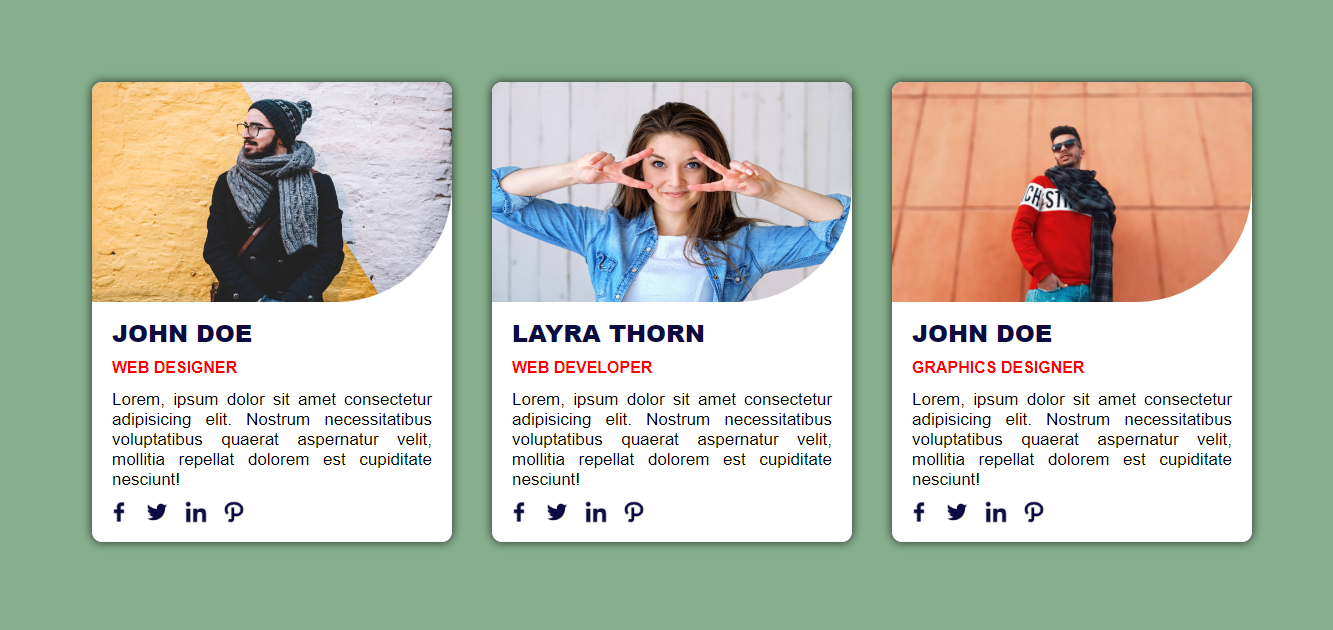 JOHN DOE
WEB DESIGNER
Lorem, ipsum dolor sit amet consectetur
adipisicing elit. Nostrum necessitatibus
voluptatibus quaerat aspernatur velit,
mollitia repellat dolorem est cupiditate
nesciunt!
LAYRA THORN
WEB DEVELOPER
Lorem, ipsum dolor sit amet consectetur
adipisicing elit. Nostrum necessitatibus
voluptatibus quaerat aspernatur velit,
mollitia repellat dolorem est cupiditate
nesciunt!
CH
ST
JOHN DOE
GRAPHICS DESIGNER
Lorem, ipsum dolor sit amet consectetur
adipisicing elit. Nostrum necessitatibus
voluptatibus quaerat aspernatur velit,
mollitia repellat dolorem est cupiditate
nesciunt!